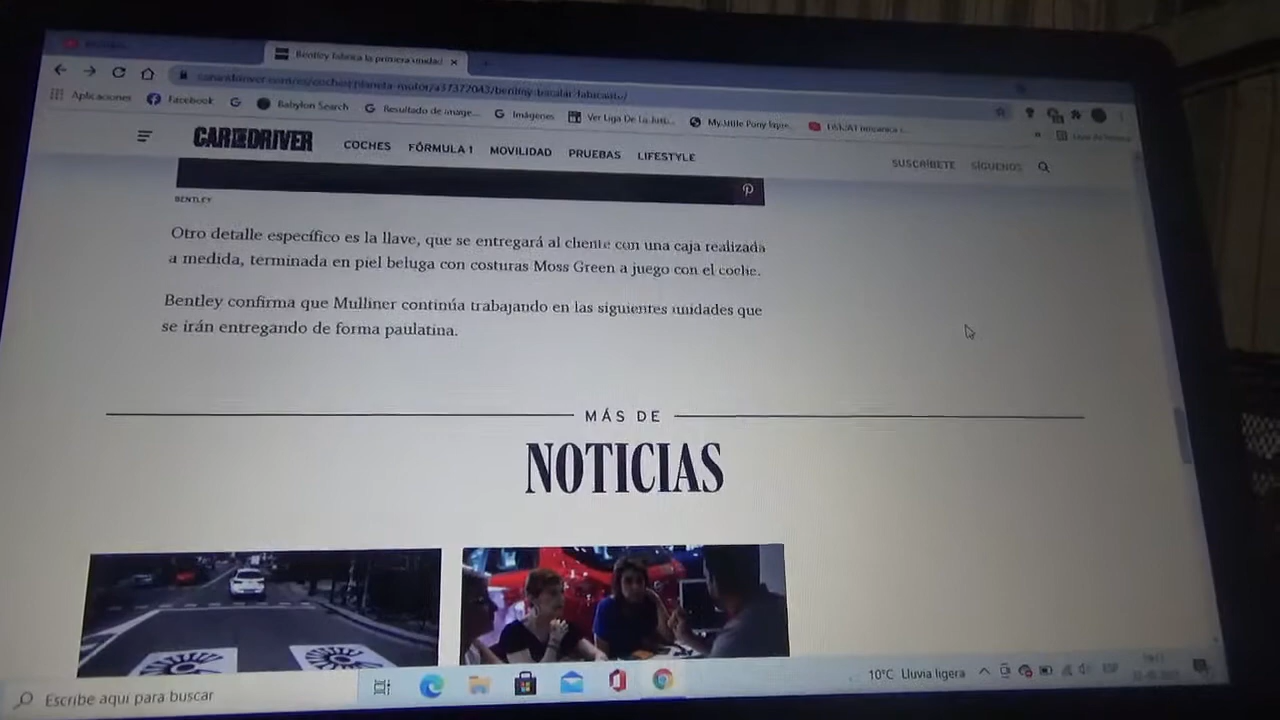 Bentley fabrica la primera unidad
Aplicaciones
Facebook
Babylon Search
Resultado de image...
Imágenes
Ver Liga De La Justi...
CAR AND DRIVER
COCHES
FÓRMULA 1
MOVILIDAD
PRUEBAS
LIFESTYLE
SUSCRÍBETE
SÍGUENOS
BENTLEY
Otro detalle específico es la llave, que se entregará al cliente con una caja realizada
a medida, terminada en piel beluga con costuras Moss Green a juego con el coche.
Bentley confirma que Mulliner continúa trabajando en las siguientes unidades que
se irán entregando de forma paulatina.
MÁS DE
NOTICIAS
Escribe aquí para buscar
10°C Lluvia ligera
ESP